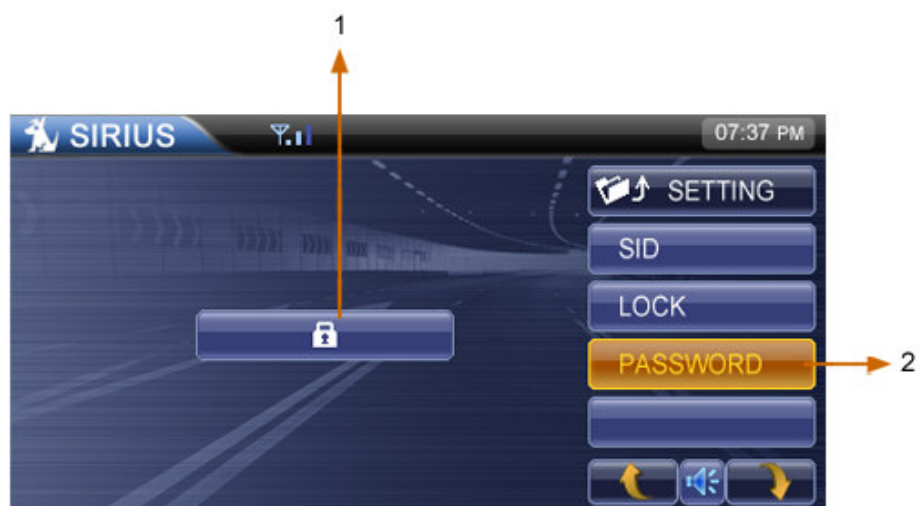 1
SIRIUS
07:37 PM
SETTING
SID
LOCK
PASSWORD
2